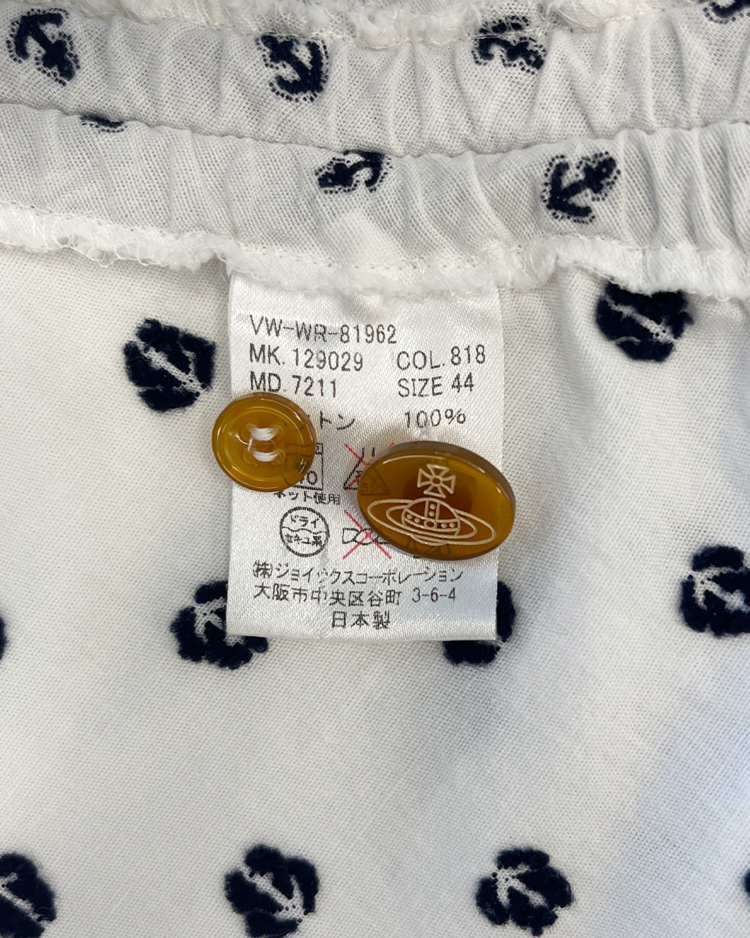 VW-WR-81962
MK. 129029 COL. 818
MD. 7211 SIZE 44
100%
ネット使用
ドライ
セキユ系
(株)ジョイックスコーポレーション
大阪市中央区谷町 3-6-4
日本製